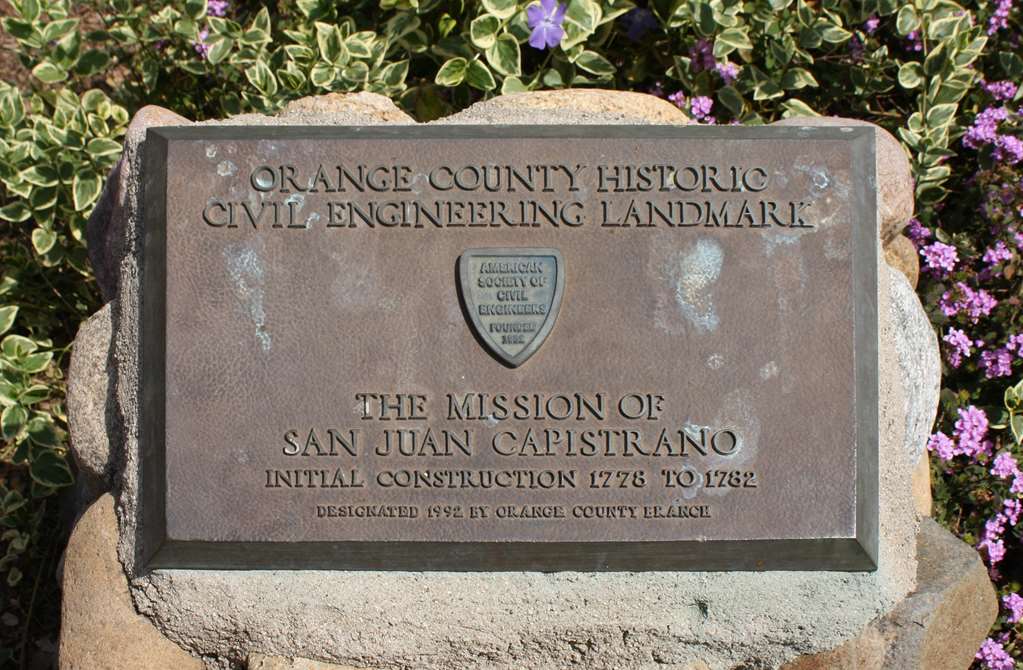 ORANGE COUNTY HISTORIC
CIVIL ENGINEERING LANDMARK
AMERICAN
SOCIETY OF
CIVIL
ENGINEERS
FOUNDED
1852
THE MISSION OF
SAN JUAN CAPISTRANO
INITIAL CONSTRUCTION 1778 TO 1782
DESIGNATED 1992 BY ORANGE COUNTY BRANCH